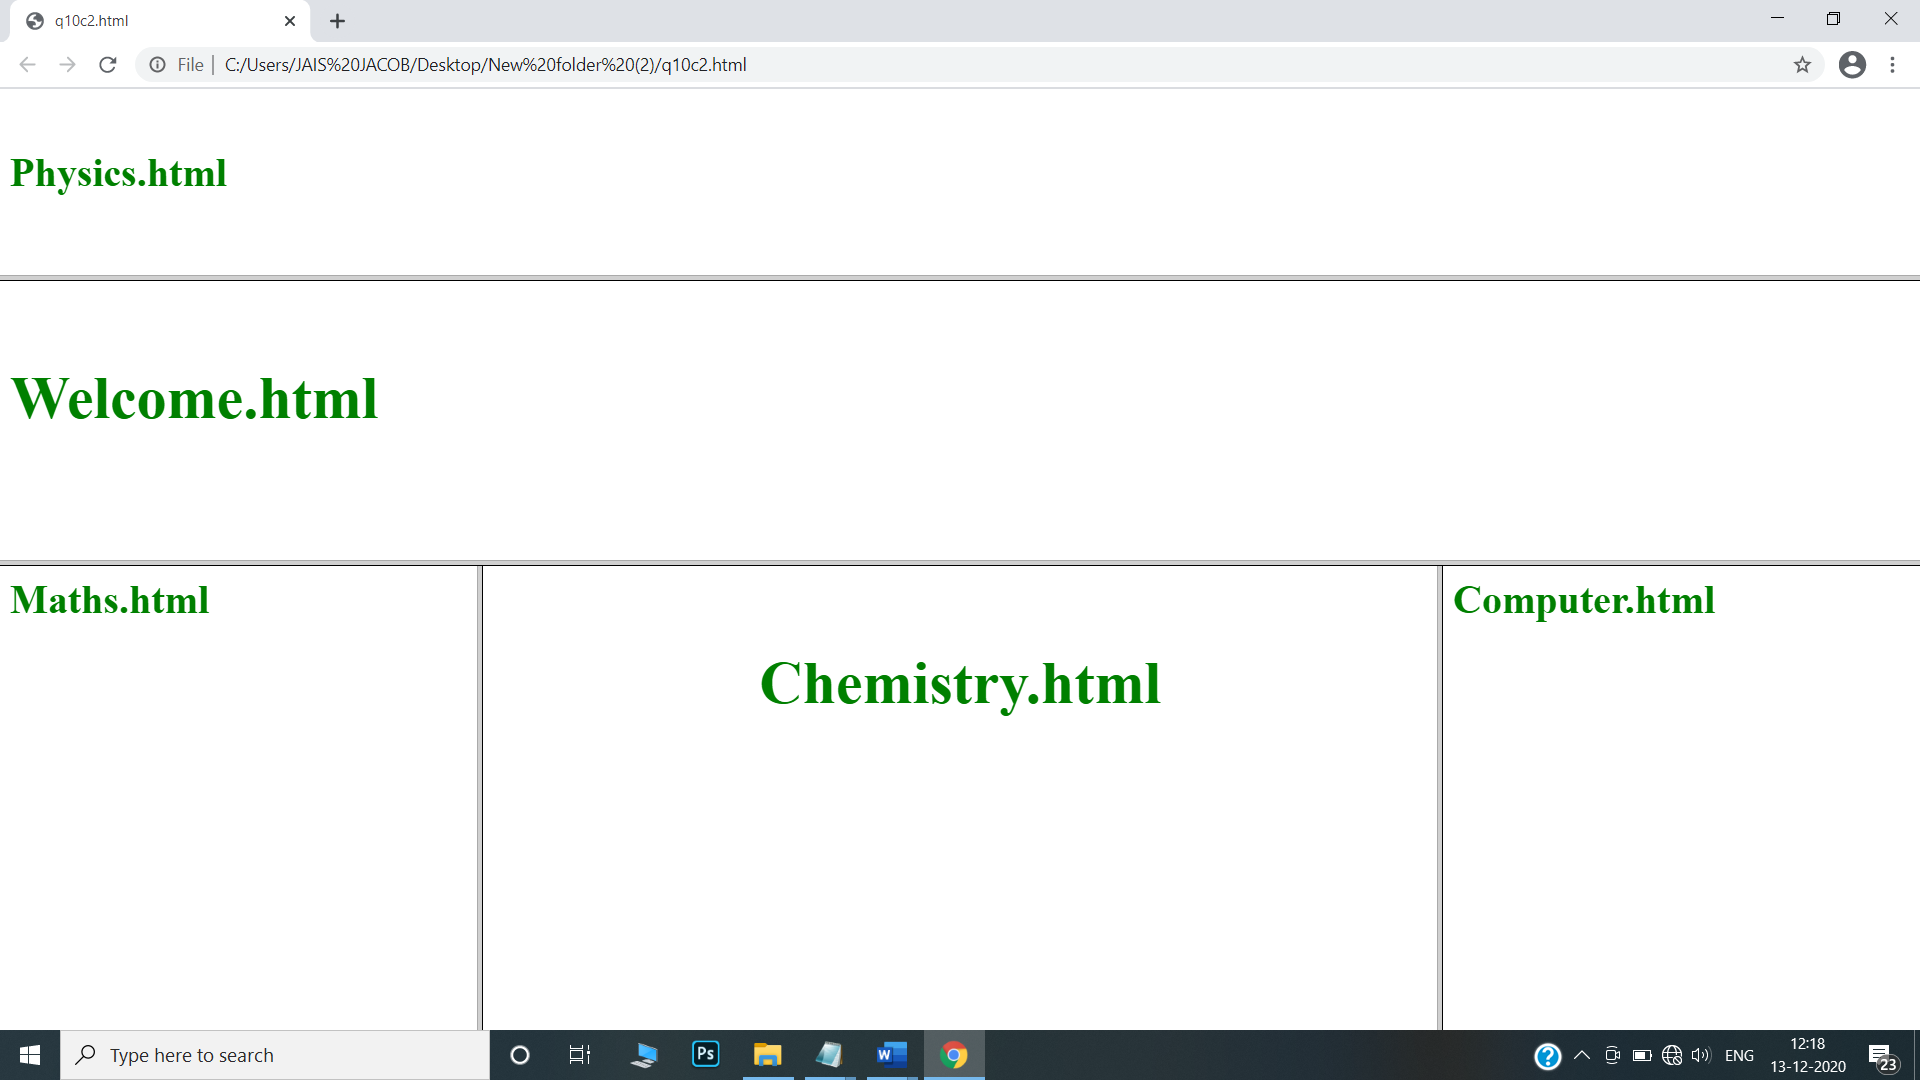 q10c2.html
File | C:/Users/JAIS%20JACOB/Desktop/New%20folder%20(2)/q10c2.html
Physics.html
Welcome.html
Maths.html
Chemistry.html
Computer.html
Type here to search
Ps
W
?
ENG
12:18
13-12-2020
23